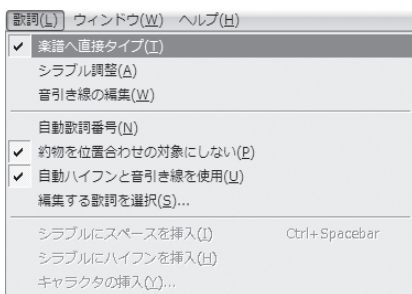 歌詞(L) ウィンドウ(W) ヘルプ(H)
楽譜へ直接タイプ(T)
シラブル調整(A)
音引き線の編集(W)
自動歌詞番号(N)
約物を位置合わせの対象にしない(P)
自動ハイフンと音引き線を使用(U)
編集する歌詞を選択(S)...
シラブルにスペースを挿入(I) Ctrl+Spacebar
シラブルにハイフンを挿入(H)
キャラクタの挿入(Y)...